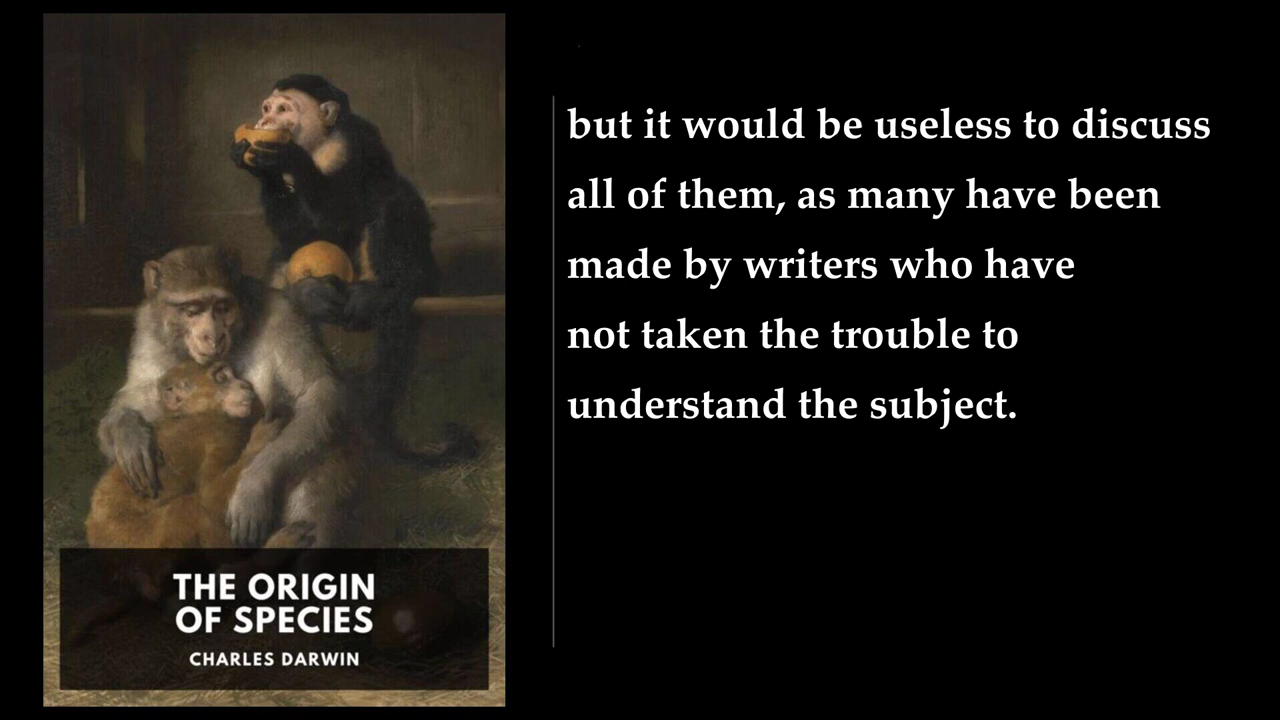 but it would be useless to discuss
all of them, as many have been
made by writers who have
not taken the trouble to
understand the subject.
THE ORIGIN
OF SPECIES
CHARLES DARWIN